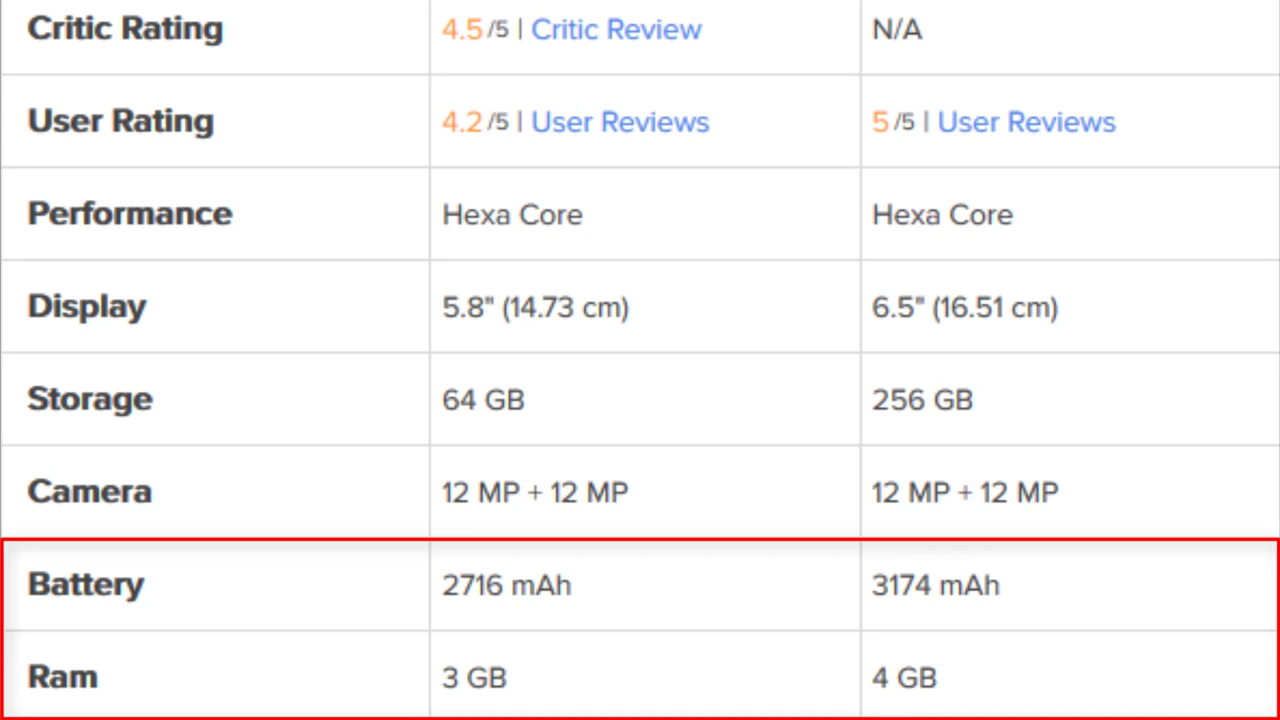 Critic Rating 4.5/5 | Critic Review N/A
User Rating 4.2/5 | User Reviews 5/5 | User Reviews
Performance Hexa Core Hexa Core
Display 5.8" (14.73 cm) 6.5" (16.51 cm)
Storage 64 GB 256 GB
Camera 12 MP + 12 MP 12 MP + 12 MP
Battery 2716 mAh 3174 mAh
Ram 3 GB 4 GB